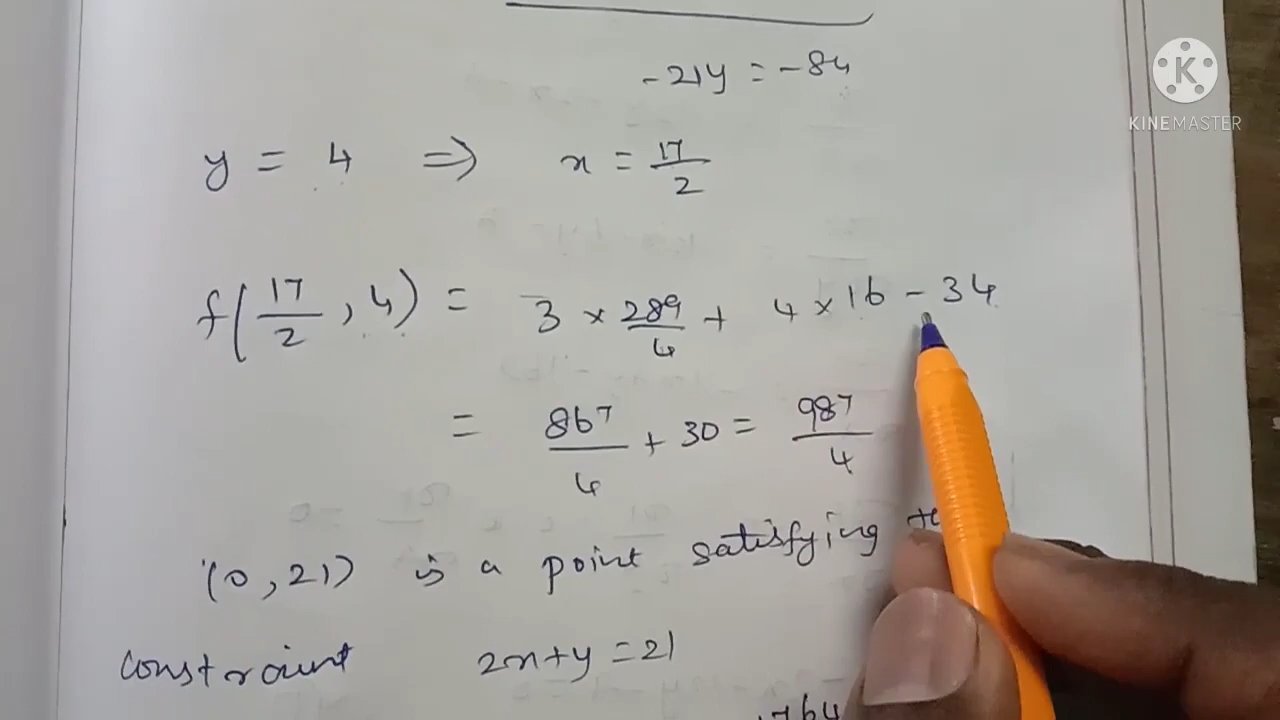 -21y = -84
KINEMASTER
y = 4 ⇒ x = 17/2
f(17/2, 4) = 3 × 289/4 + 4×16 - 34
= 867/4 + 30 = 987/4
(0, 21) is a point satisfying
constraint 2x+y = 21
1764